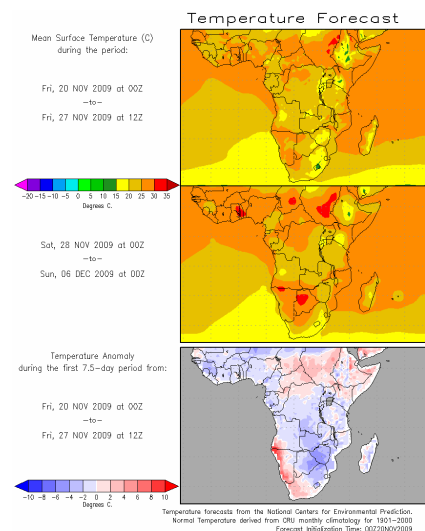 Temperature Forecast
Mean Surface Temperature (C)
during the period:
Fri, 20 NOV 2009 at 00Z
-to-
Fri, 27 NOV 2009 at 12Z
-20 -15 -10 -5 0 5 10 15 20 25 30 35
Degrees C.
Sat, 28 NOV 2009 at 00Z
-to-
Sun, 06 DEC 2009 at 00Z
Temperature Anomaly
during the first 7.5-day period from:
Fri, 20 NOV 2009 at 00Z
-to-
Fri, 27 NOV 2009 at 12Z
-10 -8 -6 -4 -2 0 2 4 6 8 10
Degrees C.
Temperature forecasts from the National Centers for Environmental Prediction.
Normal Temperature derived from CRU monthly climatology for 1901-2000
Forecast Initialization Time: 00Z20NOV2009